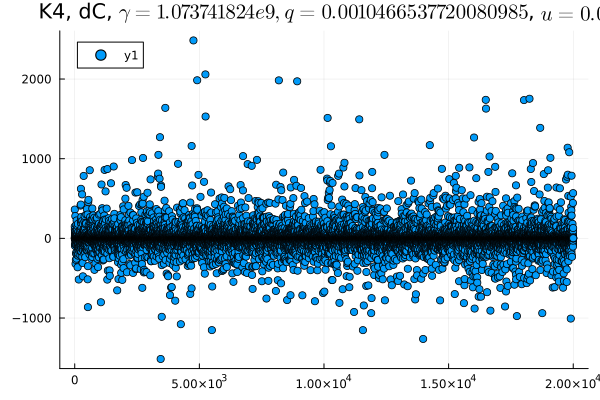 K4, dC, γ = 1.073741824e9, q = 0.0010466537720080985, u = 0.0
y1
2000
1000
0
−1000
0 5.00×10³ 1.00×10⁴ 1.50×10⁴ 2.00×10⁴